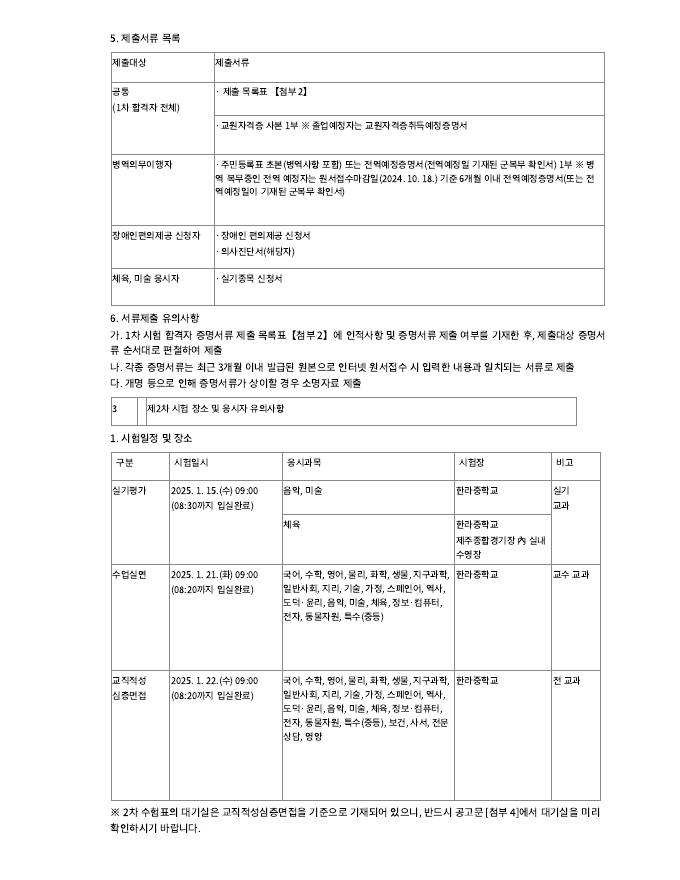 5. 제출서류 목록
제출대상
제출서류
공통
(1차 합격자 전체)
· 제출 목록표 【첨부2】
· 교원자격증 사본 1부 ※ 졸업예정자는 교원자격증취득예정증명서
병역의무이행자
· 주민등록표 초본(병역사항 포함) 또는 전역예정증명서(전역예정일 기재된 군복무 확인서) 1부 ※ 병
역 복무중인 전역 예정자는 원서접수마감일(2024. 10. 18.) 기준 6개월 이내 전역예정증명서(또는 전
역예정일이 기재된 군복무 확인서)
장애인편의제공 신청자
· 장애인 편의제공 신청서
· 의사진단서(해당자)
체육, 미술 응시자
· 실기종목 신청서
6. 서류제출 유의사항
가. 1차 시험 합격자 증명서류 제출 목록표【첨부2】에 인적사항 및 증명서류 제출 여부를 기재한 후, 제출대상 증명서
류 순서대로 편철하여 제출
나. 각종 증명서류는 최근 3개월 이내 발급된 원본으로 인터넷 원서접수 시 입력한 내용과 일치되는 서류로 제출
다. 개명 등으로 인해 증명서류가 상이할 경우 소명자료 제출
3
제2차 시험 장소 및 응시자 유의사항
1. 시험일정 및 장소
구분
시험일시
응시과목
시험장
비고
실기평가
2025. 1. 15.(수) 09:00
(08:30까지 입실완료)
음악, 미술
한라중학교
실기
교과
체육
한라중학교
제주종합경기장 內 실내
수영장
수업실연
2025. 1. 21.(화) 09:00
(08:20까지 입실완료)
국어, 수학, 영어, 물리, 화학, 생물, 지구과학,
일반사회, 지리, 기술, 가정, 스페인어, 역사,
도덕·윤리, 음악, 미술, 체육, 정보·컴퓨터,
전자, 동물자원, 특수(중등)
한라중학교
교수 교과
교직적성
심층면접
2025. 1. 22.(수) 09:00
(08:20까지 입실완료)
국어, 수학, 영어, 물리, 화학, 생물, 지구과학,
일반사회, 지리, 기술, 가정, 스페인어, 역사,
도덕·윤리, 음악, 미술, 체육, 정보·컴퓨터,
전자, 동물자원, 특수(중등), 보건, 사서, 전문
상담, 영양
한라중학교
전 교과
※ 2차 수험표의 대기실은 교직적성심층면접을 기준으로 기재되어 있으니, 반드시 공고문[첨부 4]에서 대기실을 미리
확인하시기 바랍니다.